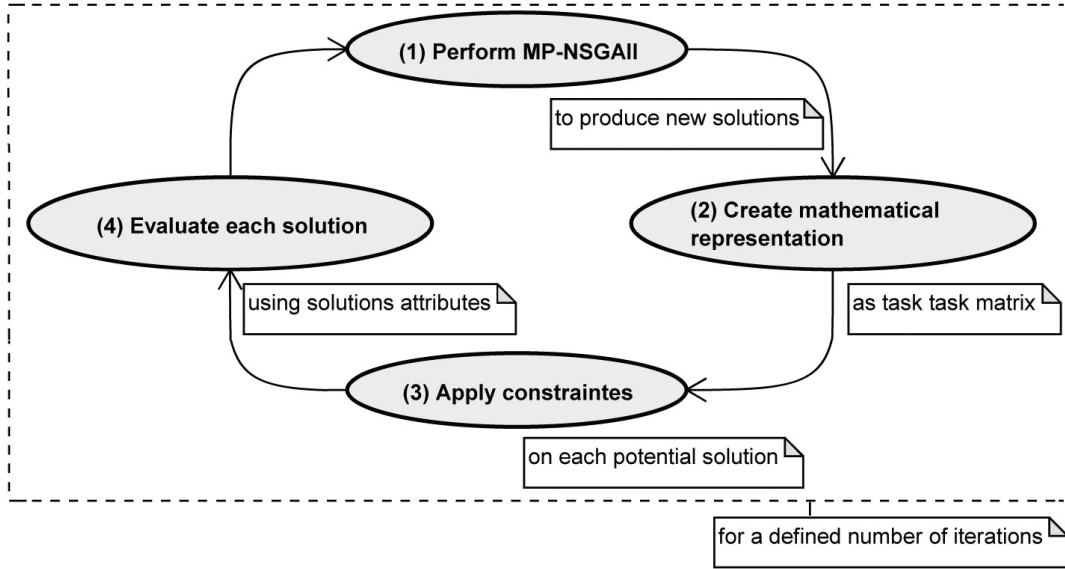 (1) Perform MP-NSGAII
to produce new solutions
(2) Create mathematical
representation
(4) Evaluate each solution
using solutions attributes
as task task matrix
(3) Apply constraintes
on each potential solution
for a defined number of iterations